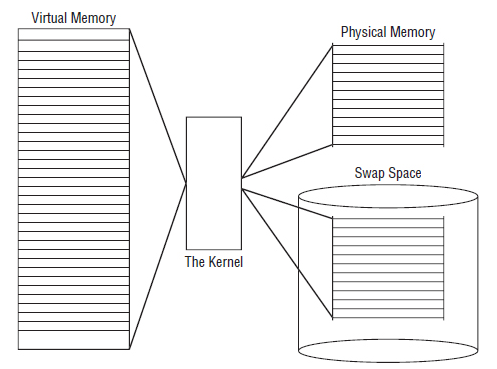 Virtual Memory
Physical Memory
Swap Space
The Kernel